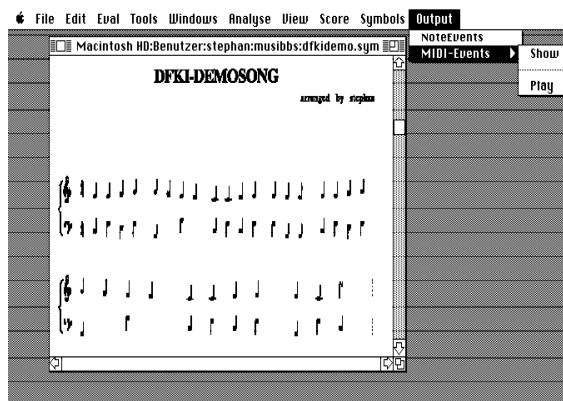 File Edit Eval Tools Windows Analyse View Score Symbols Output
NoteEvents
MIDI-Events
Show
Play
Macintosh HD:Benutzer:stephan:musibbs:dfkidemo.sym
DFKI-DEMOSONG
arranged by stephan